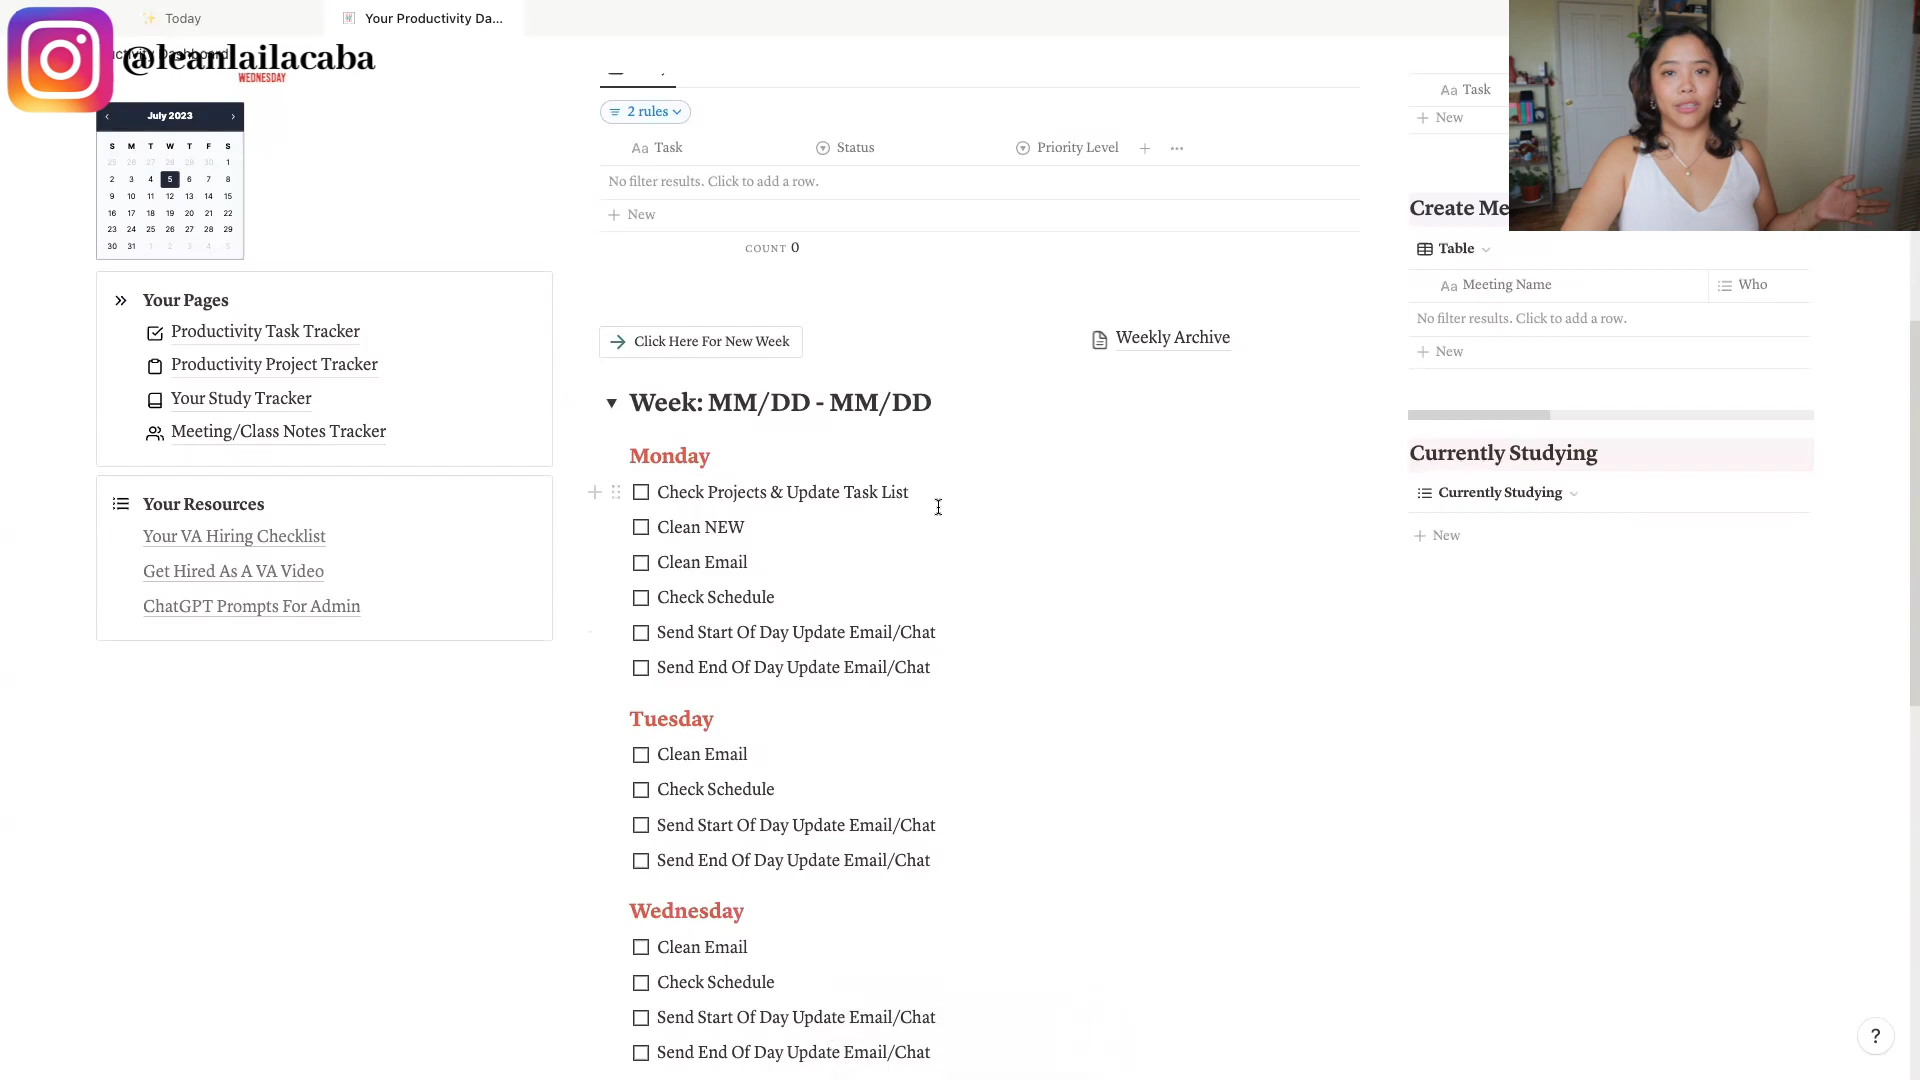 Today
Your Productivity Da...
@leanlailacaba
WEDNESDAY
July 2023
S M T W T F S
25 26 27 28 29 30 1
2 3 4 5 6 7 8
9 10 11 12 13 14 15
16 17 18 19 20 21 22
23 24 25 26 27 28 29
30 31 1 2 3 4 5
Your Pages
Productivity Task Tracker
Productivity Project Tracker
Your Study Tracker
Meeting/Class Notes Tracker
Your Resources
Your VA Hiring Checklist
Get Hired As A VA Video
ChatGPT Prompts For Admin
2 rules
Aa Task Status Priority Level
No filter results. Click to add a row.
New
COUNT 0
Click Here For New Week
Weekly Archive
Week: MM/DD - MM/DD
Monday
Check Projects & Update Task List
Clean NEW
Clean Email
Check Schedule
Send Start Of Day Update Email/Chat
Send End Of Day Update Email/Chat
Tuesday
Clean Email
Check Schedule
Send Start Of Day Update Email/Chat
Send End Of Day Update Email/Chat
Wednesday
Clean Email
Check Schedule
Send Start Of Day Update Email/Chat
Send End Of Day Update Email/Chat
Aa Task
New
Create Me
Table
Aa Meeting Name Who
No filter results. Click to add a row.
New
Currently Studying
Currently Studying
New
?